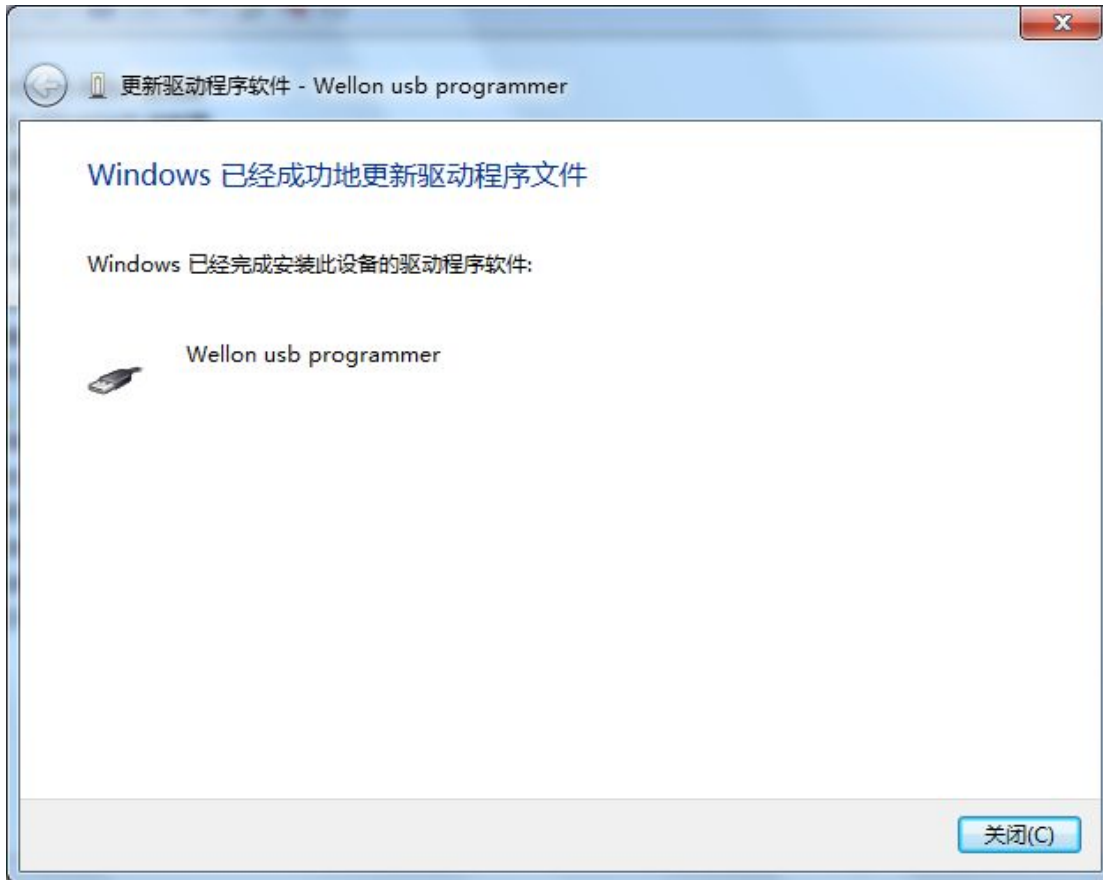 更新驱动程序软件 - Wellon usb programmer
Windows 已经成功地更新驱动程序文件
Windows 已经完成安装此设备的驱动程序软件:
Wellon usb programmer
关闭(C)